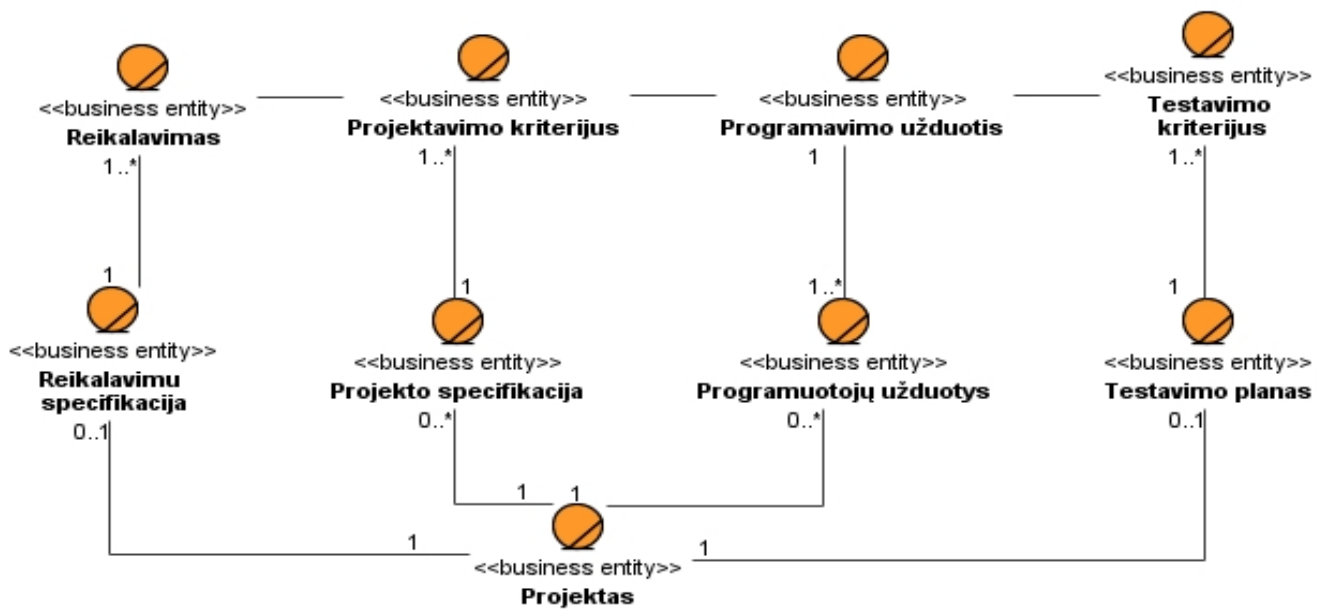 <<business entity>>
Reikalavimas
<<business entity>>
Projektavimo kriterijus
<<business entity>>
Programavimo užduotis
<<business entity>>
Testavimo
kriterijus
1..*
1..*
1
1..*
1
1
1..*
1
<<business entity>>
Reikalavimu
specifikacija
<<business entity>>
Projekto specifikacija
<<business entity>>
Programuotojų užduotys
<<business entity>>
Testavimo planas
0..1
0..*
0..*
0..1
1
1
1
1
<<business entity>>
Projektas